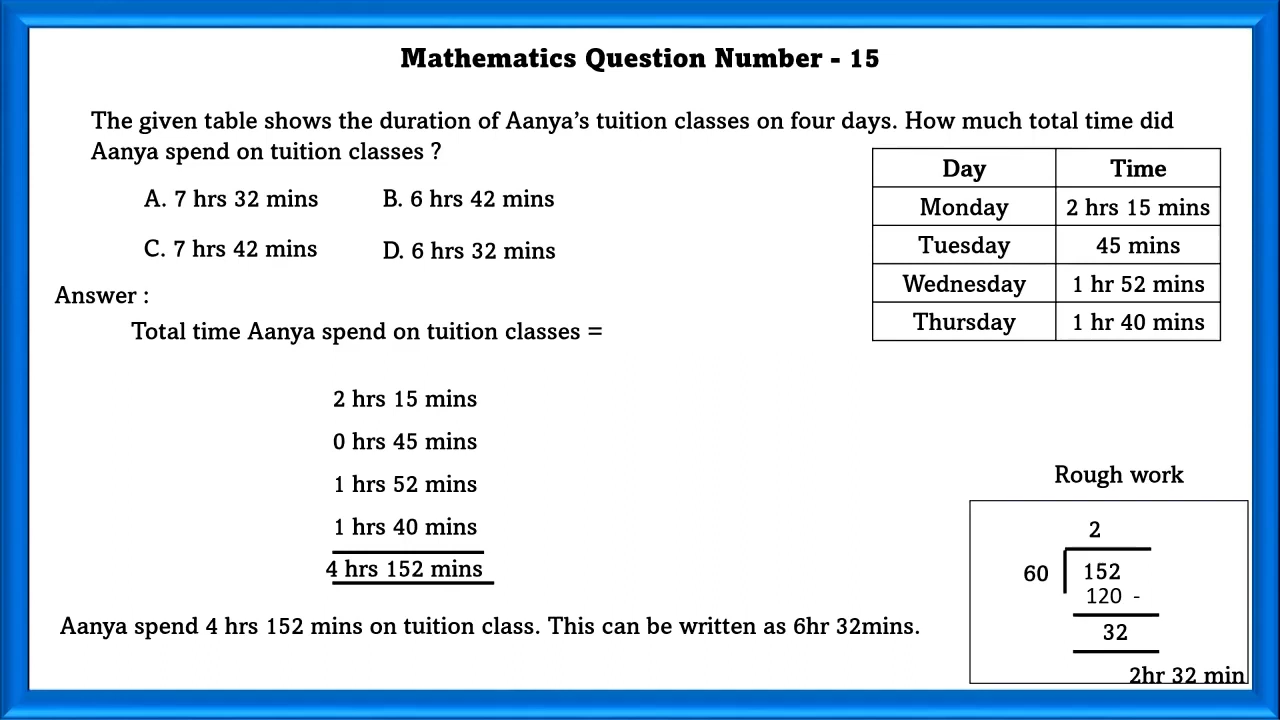 Mathematics Question Number - 15
The given table shows the duration of Aanya’s tuition classes on four days. How much total time did
Aanya spend on tuition classes ?
A. 7 hrs 32 mins B. 6 hrs 42 mins
C. 7 hrs 42 mins D. 6 hrs 32 mins
Day Time
Monday 2 hrs 15 mins
Tuesday 45 mins
Wednesday 1 hr 52 mins
Thursday 1 hr 40 mins
Answer :
Total time Aanya spend on tuition classes =
2 hrs 15 mins
0 hrs 45 mins
1 hrs 52 mins
1 hrs 40 mins
4 hrs 152 mins
Aanya spend 4 hrs 152 mins on tuition class. This can be written as 6hr 32mins.
Rough work
2
60 152
120 -
32
2hr 32 min